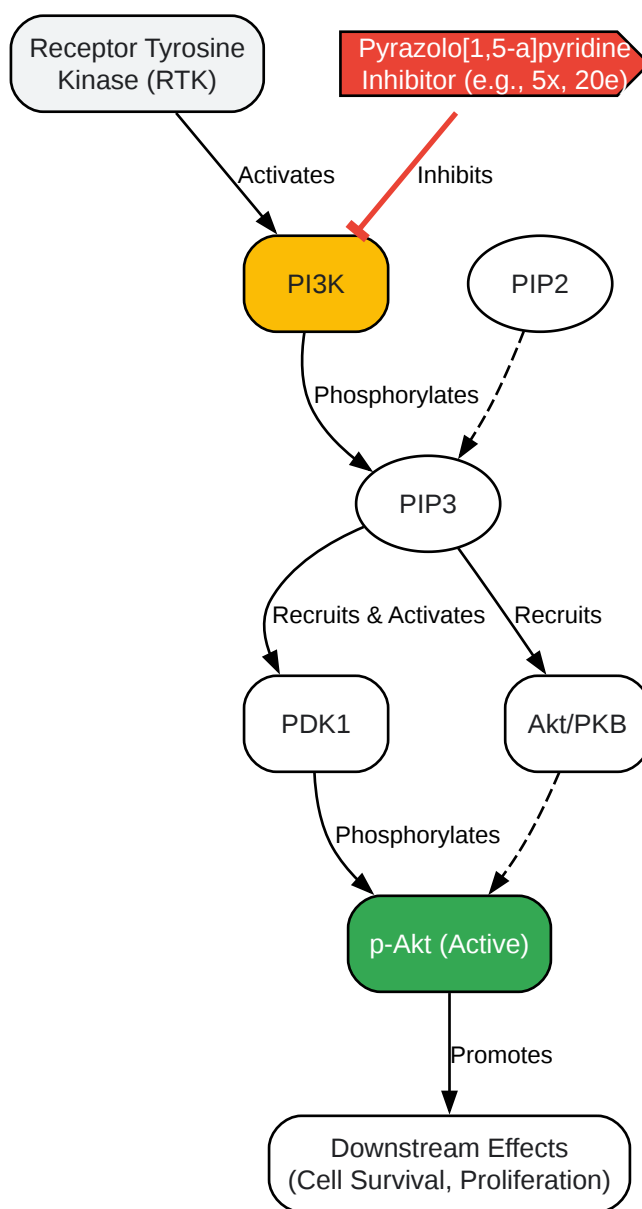 Receptor Tyrosine
Kinase (RTK)
Pyrazolo[1,5-a]pyridine
Inhibitor (e.g., 5x, 20e)
Activates
Inhibits
PI3K
PIP2
Phosphorylates
PIP3
Recruits & Activates
Recruits
PDK1
Akt/PKB
Phosphorylates
p-Akt (Active)
Promotes
Downstream Effects
(Cell Survival, Proliferation)